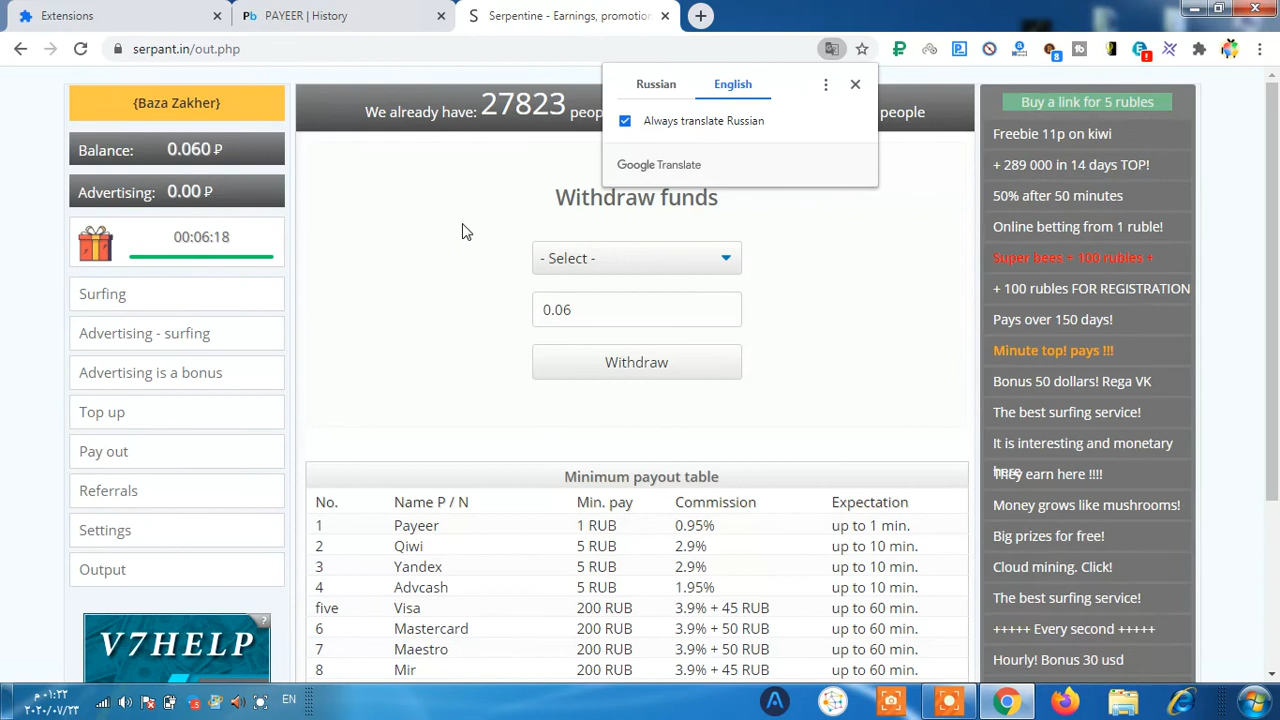 Extensions
PAYEER | History
Serpentine - Earnings, promotion
serpant.in/out.php
Russian
English
Always translate Russian
Google Translate
{Baza Zakher}
Balance: 0.060 ₽
Advertising: 0.00 ₽
00:06:18
Surfing
Advertising - surfing
Advertising is a bonus
Top up
Pay out
Referrals
Settings
Output
V7HELP
?
We already have: 27823 people
people
Withdraw funds
- Select -
0.06
Withdraw
Minimum payout table
No. Name P / N Min. pay Commission Expectation
1 Payeer 1 RUB 0.95% up to 1 min.
2 Qiwi 5 RUB 2.9% up to 10 min.
3 Yandex 5 RUB 2.9% up to 10 min.
4 Advcash 5 RUB 1.95% up to 10 min.
five Visa 200 RUB 3.9% + 45 RUB up to 60 min.
6 Mastercard 200 RUB 3.9% + 50 RUB up to 60 min.
7 Maestro 200 RUB 3.9% + 50 RUB up to 60 min.
8 Mir 200 RUB 3.9% + 45 RUB up to 60 min.
Buy a link for 5 rubles
Freebie 11p on kiwi
+ 289 000 in 14 days TOP!
50% after 50 minutes
Online betting from 1 ruble!
Super bees + 100 rubles +
+ 100 rubles FOR REGISTRATION
Pays over 150 days!
Minute top! pays !!!
Bonus 50 dollars! Rega VK
The best surfing service!
It is interesting and monetary
here
They earn here !!!!
Money grows like mushrooms!
Big prizes for free!
Cloud mining. Click!
The best surfing service!
+++++ Every second +++++
Hourly! Bonus 30 usd
EN
٠١:٢٢ م
٢٠٢٠/٠٧/٢٣